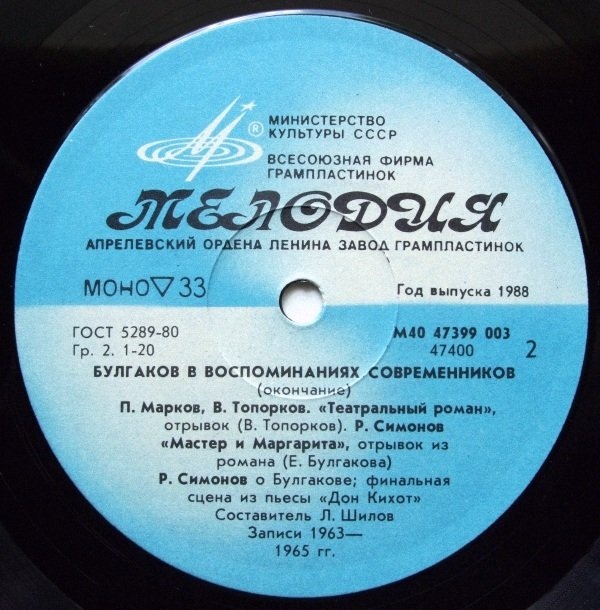 ®
МИНИСТЕРСТВО
КУЛЬТУРЫ СССР
ВСЕСОЮЗНАЯ ФИРМА
ГРАМПЛАСТИНОК
МЕЛОДИЯ
АПРЕЛЕВСКИЙ ОРДЕНА ЛЕНИНА ЗАВОД ГРАМПЛАСТИНОК
МОНО▽33
Год выпуска 1988
ГОСТ 5289-80
Гр. 2. 1-20
М40 47399 003
47400
2
БУЛГАКОВ В ВОСПОМИНАНИЯХ СОВРЕМЕННИКОВ
(окончание)
П. Марков, В. Топорков. «Театральный роман»,
отрывок (В. Топорков). Р. Симонов
«Мастер и Маргарита», отрывок из
романа (Е. Булгакова)
Р. Симонов о Булгакове; финальная
сцена из пьесы «Дон Кихот»
Составитель Л. Шилов
Записи 1963—
1965 гг.